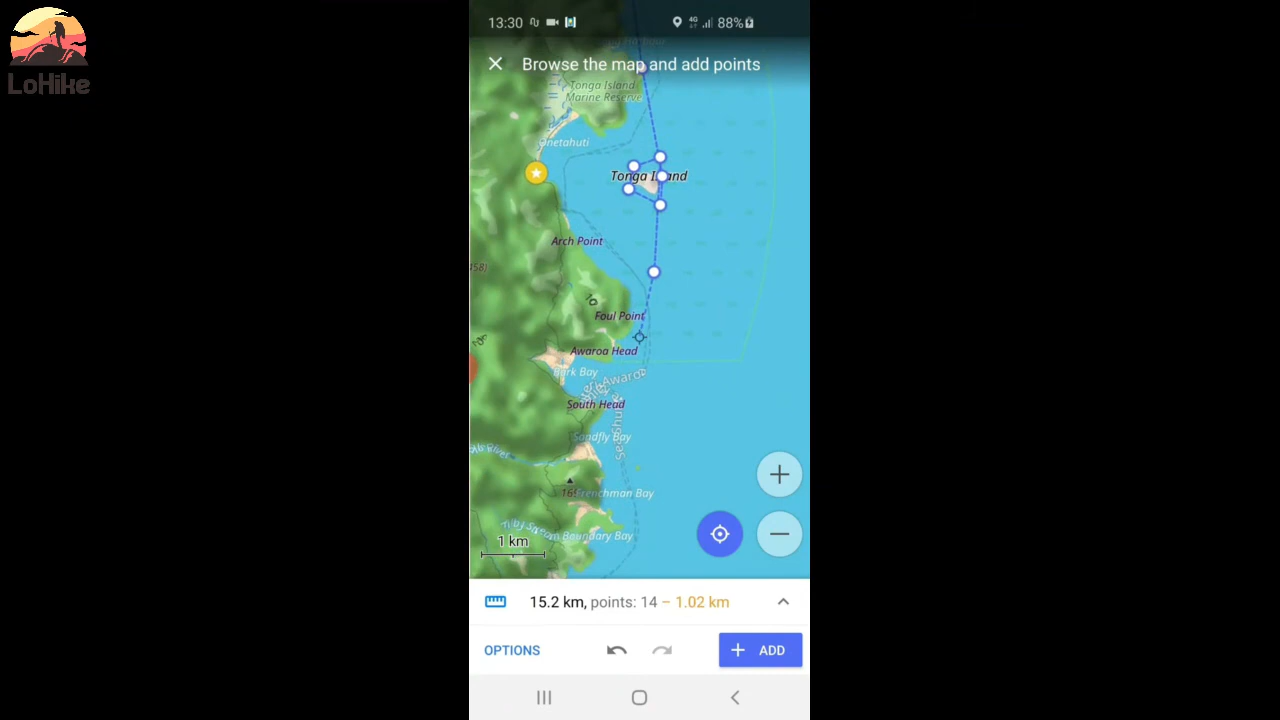 LoHike
13:30
4G
88%
Browse the map and add points
Tonga Island
Marine Reserve
Onetahuti
Tonga Island
Arch Point
Foul Point
Awaroa Head
Bark Bay
South Head
Sandfly Bay
Frenchman Bay
Boundary Bay
1 km
15.2 km, points: 14 – 1.02 km
OPTIONS
ADD